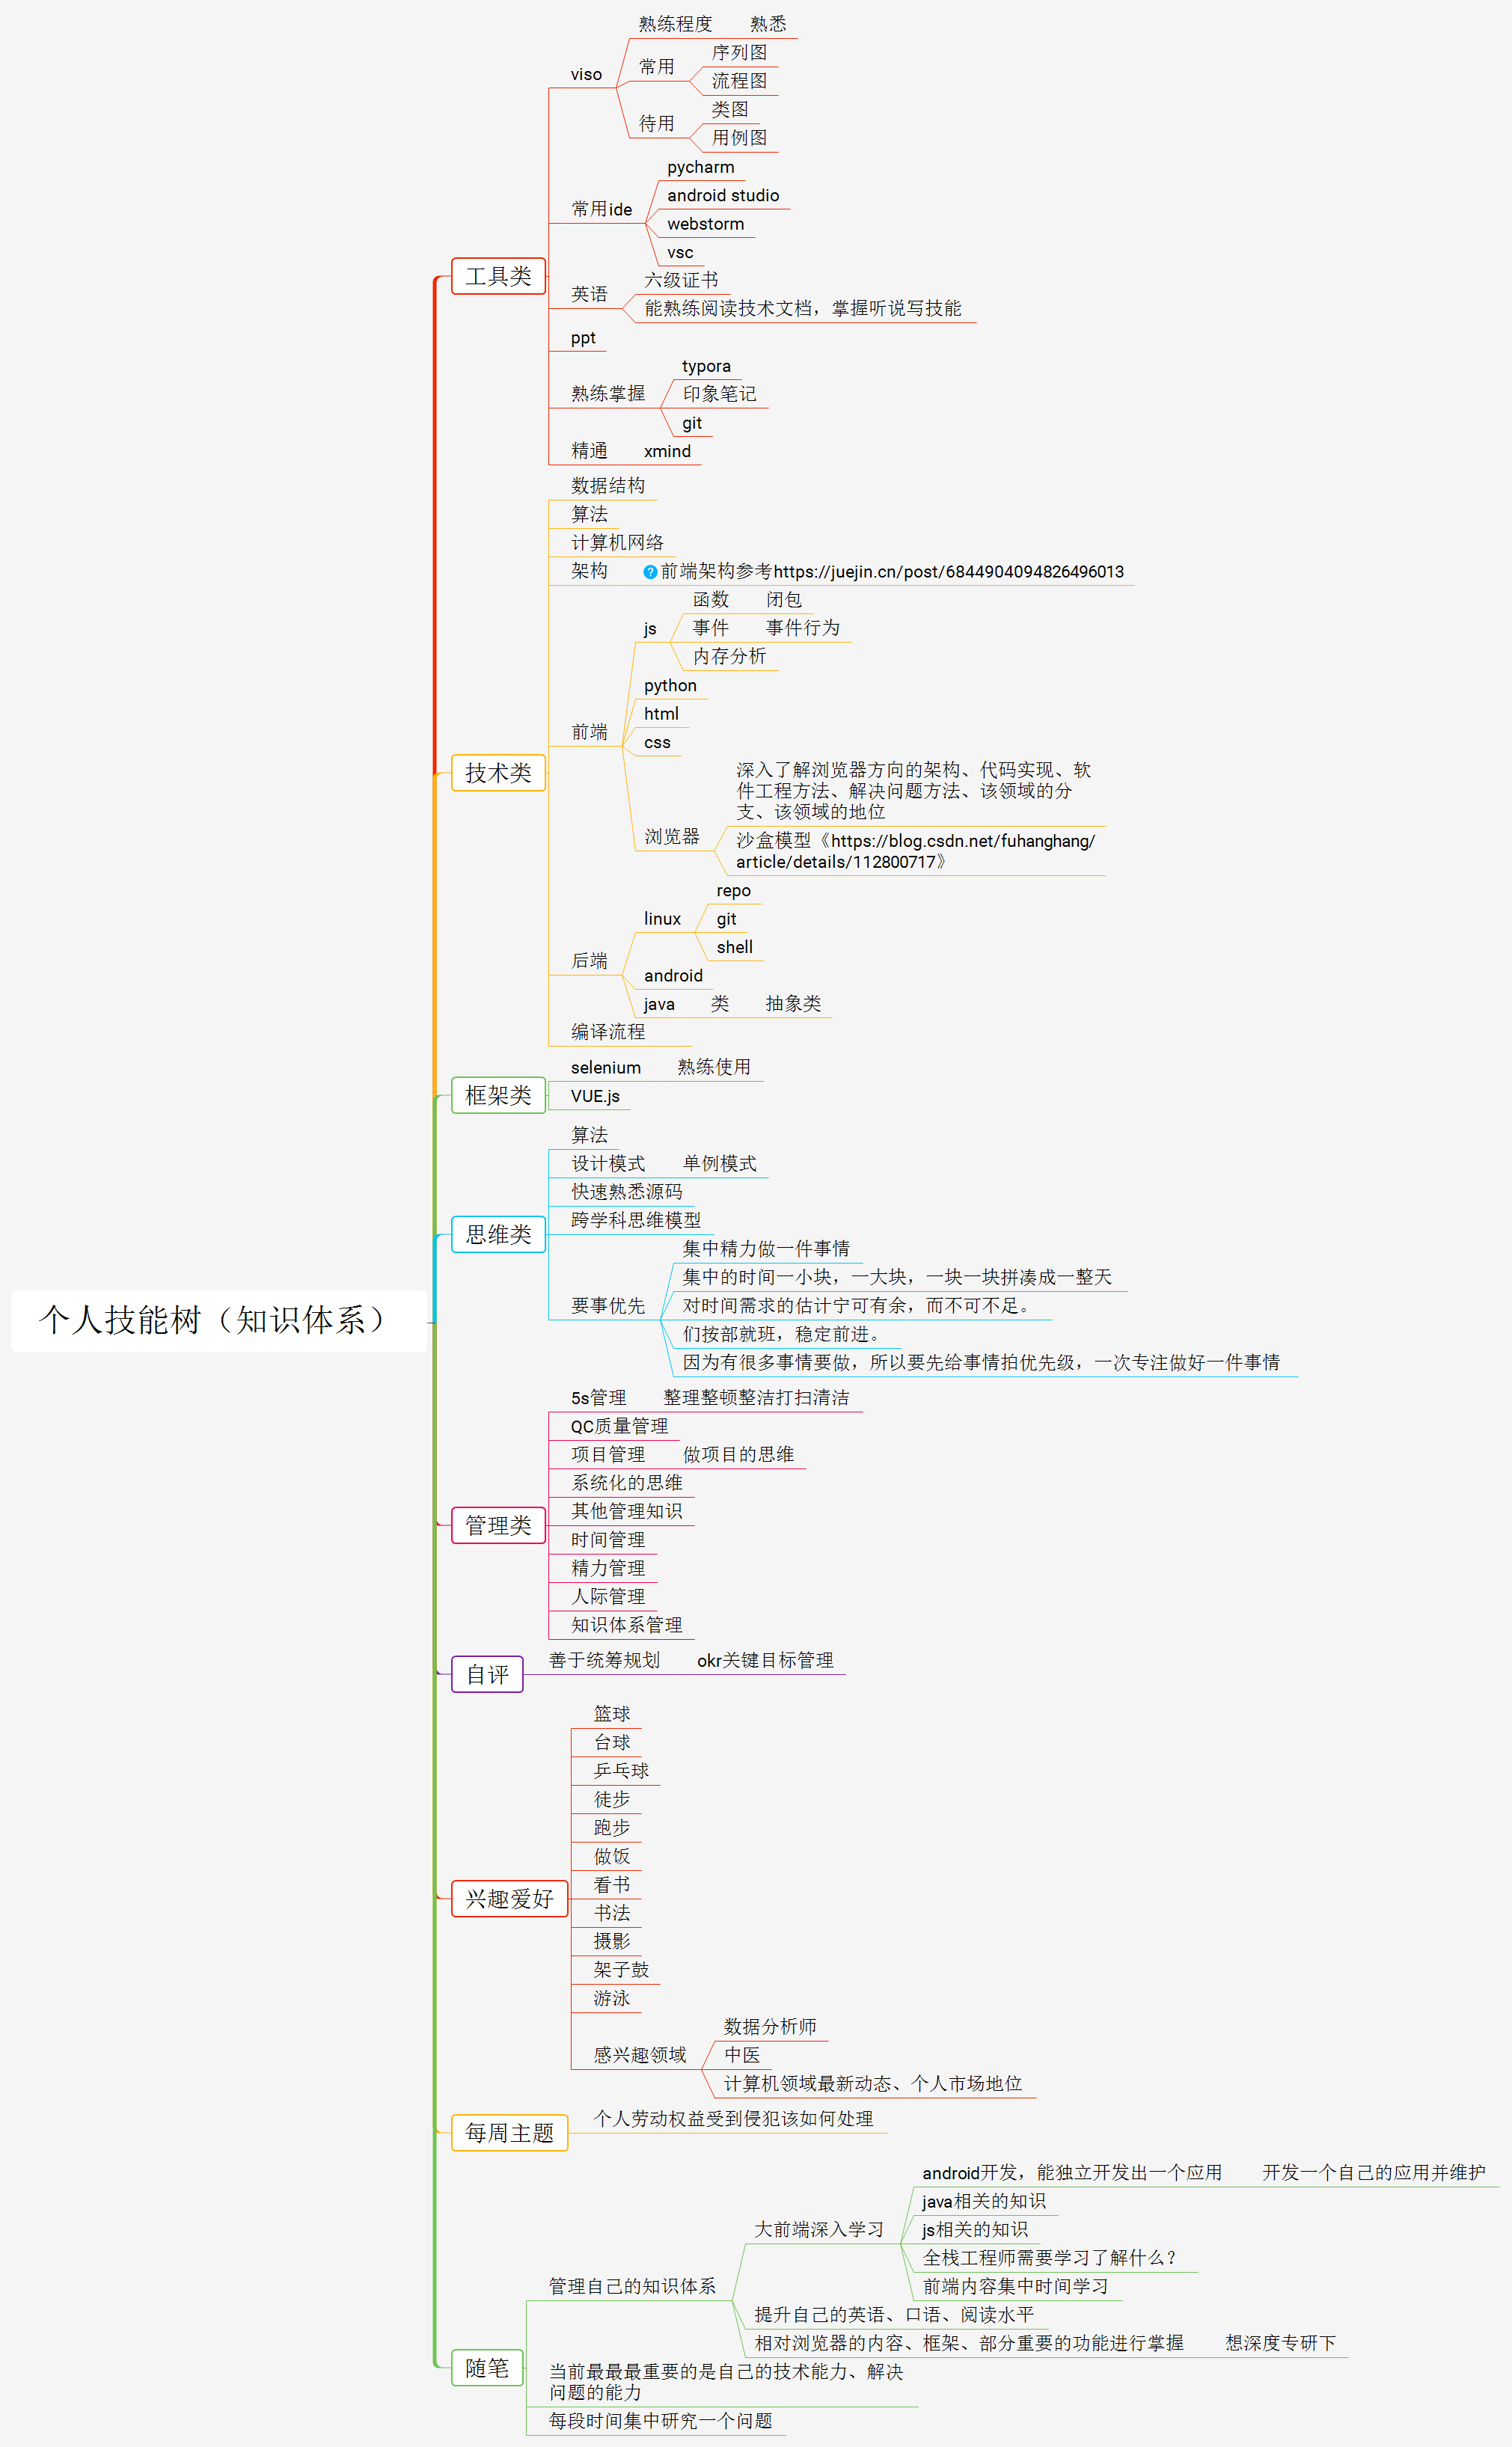 个人技能树（知识体系）
工具类
viso
熟练程度
熟悉
常用
序列图
流程图
待用
类图
用例图
常用ide
pycharm
android studio
webstorm
vsc
英语
六级证书
能熟练阅读技术文档，掌握听说写技能
ppt
熟练掌握
typora
印象笔记
git
精通
xmind
技术类
数据结构
算法
计算机网络
架构
?
前端架构参考https://juejin.cn/post/6844904094826496013
前端
js
函数
闭包
事件
事件行为
内存分析
python
html
css
浏览器
深入了解浏览器方向的架构、代码实现、软
件工程方法、解决问题方法、该领域的分
支、该领域的地位
沙盒模型《https://blog.csdn.net/fuhanghang/
article/details/112800717》
后端
linux
repo
git
shell
android
java
类
抽象类
编译流程
框架类
selenium
熟练使用
VUE.js
思维类
算法
设计模式
单例模式
快速熟悉源码
跨学科思维模型
要事优先
集中精力做一件事情
集中的时间一小块，一大块，一块一块拼凑成一整天
对时间需求的估计宁可有余，而不可不足。
们按部就班，稳定前进。
因为有很多事情要做，所以要先给事情拍优先级，一次专注做好一件事情
管理类
5s管理
整理整顿整洁打扫清洁
QC质量管理
项目管理
做项目的思维
系统化的思维
其他管理知识
时间管理
精力管理
人际管理
知识体系管理
自评
善于统筹规划
okr关键目标管理
兴趣爱好
篮球
台球
乒乓球
徒步
跑步
做饭
看书
书法
摄影
架子鼓
游泳
感兴趣领域
数据分析师
中医
计算机领域最新动态、个人市场地位
每周主题
个人劳动权益受到侵犯该如何处理
随笔
管理自己的知识体系
大前端深入学习
android开发，能独立开发出一个应用
开发一个自己的应用并维护
java相关的知识
js相关的知识
全栈工程师需要学习了解什么？
前端内容集中时间学习
提升自己的英语、口语、阅读水平
相对浏览器的内容、框架、部分重要的功能进行掌握
想深度专研下
当前最最最重要的是自己的技术能力、解决
问题的能力
每段时间集中研究一个问题